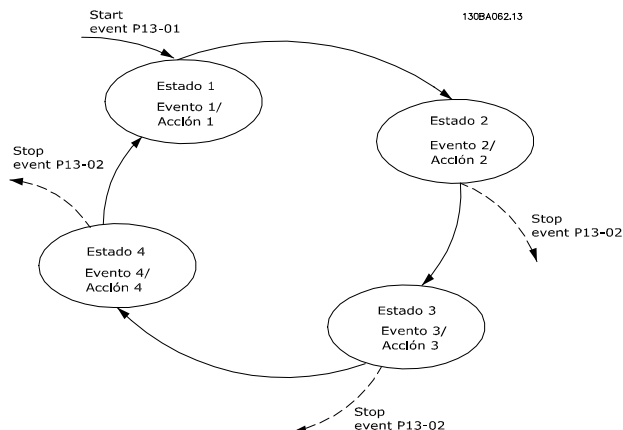 Start
event P13-01
130BA062.13
Estado 1
Evento 1/
Acción 1
Estado 2
Evento 2/
Acción 2
Stop
event P13-02
Stop
event P13-02
Estado 4
Evento 4/
Acción 4
Estado 3
Evento 3/
Acción 3
Stop
event P13-02